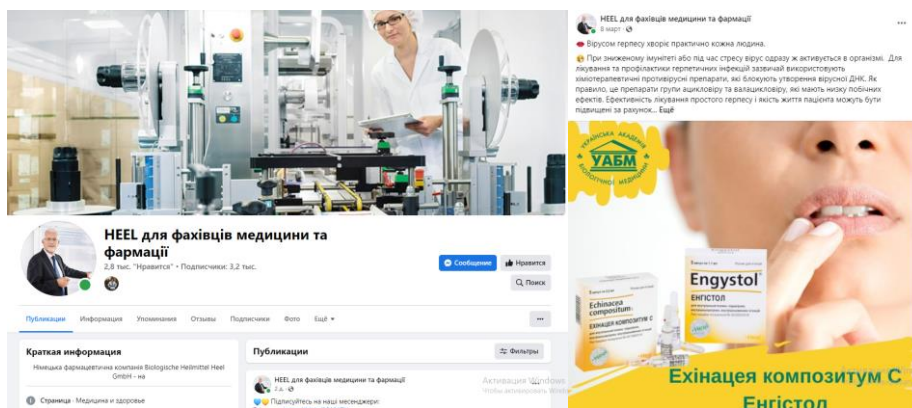 HEEL для фахівців медицини та
фармації
2,8 тыс. "Нравится" • Подписчики: 3,2 тыс.
Сообщение
Нравится
Поиск
Публикации Информация Упоминания Отзывы Подписчики Фото Ещё
Краткая информация
Німецька фармацевтична компания Biologische Heilmittel Heel
GmbH - на
Страница · Медицина и здоровье
Публикации
Фильтры
HEEL для фахівців медицини та фармації
2 д.
Підписуйтесь на наші месенджери:
Активация Windows
HEEL для фахівців медицини та фармації
8 март ·
Вірусом герпесу хворіє практично кожна людина.
При зниженому імунітеті або під час стресу вірус одразу ж активується в організмі. Для
лікування та профілактики герпетичних інфекцій зазвичай використовують
хіміотерапевтичні противірусні препарати, які блокують утворення вірусної ДНК. Як
правило, це препарати групи ацикловіру та валацикловіру, які мають низку побічних
ефектів. Ефективність лікування простого герпесу і якість життя пацієнта можуть бути
підвищені за рахунок... Ещё
УКРАЇНСЬКА АКАДЕМІЯ
УАБМ
БІОЛОГІЧНОЇ МЕДИЦИНИ
Engystol®
ЕНГІСТОЛ
Echinacea
compositum
ЕХІНАЦЕЯ КОМПОЗИТУМ С
Ехінацея композитум С
Енгістол